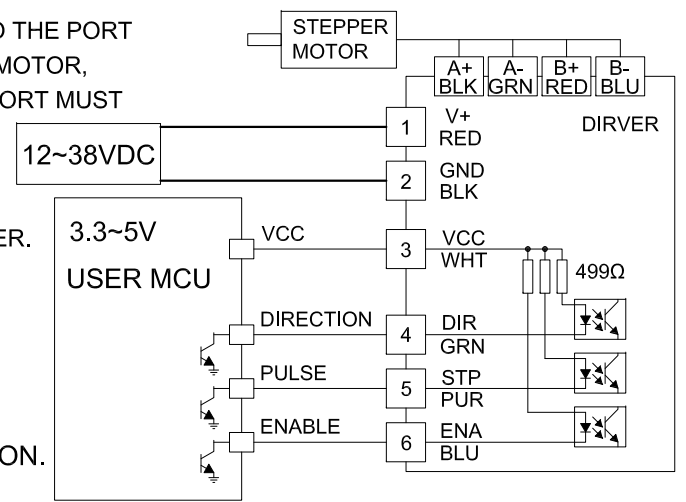 O THE PORT
MOTOR,
ORT MUST
ER.
ON.
STEPPER
MOTOR
A+
BLK
A-
GRN
B+
RED
B-
BLU
DIRVER
12~38VDC
1
V+
RED
2
GND
BLK
3.3~5V
USER MCU
VCC
3
VCC
WHT
499Ω
DIRECTION
4
DIR
GRN
PULSE
5
STP
PUR
ENABLE
6
ENA
BLU